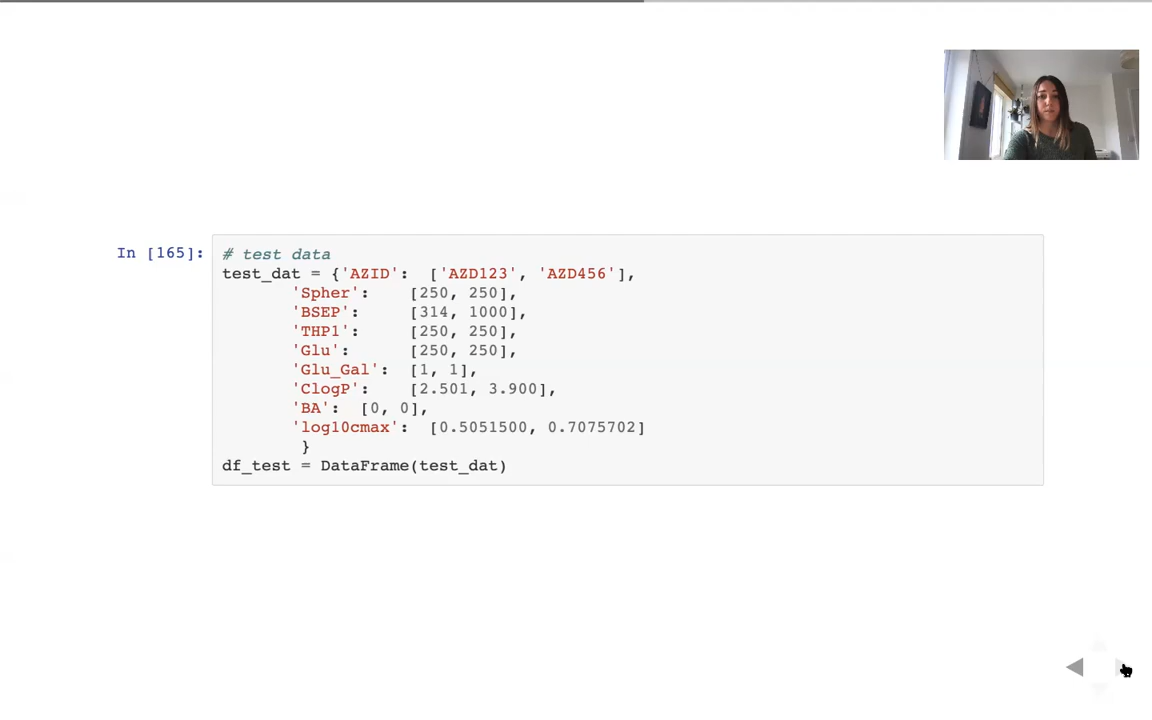 In [165]:
# test data
test_dat = {'AZID':  ['AZD123', 'AZD456'],
'Spher':    [250, 250],
'BSEP':    [314, 1000],
'THP1':    [250, 250],
'Glu':    [250, 250],
'Glu_Gal':  [1, 1],
'ClogP':    [2.501, 3.900],
'BA':  [0, 0],
'log10cmax':  [0.5051500, 0.7075702]
}
df_test = DataFrame(test_dat)